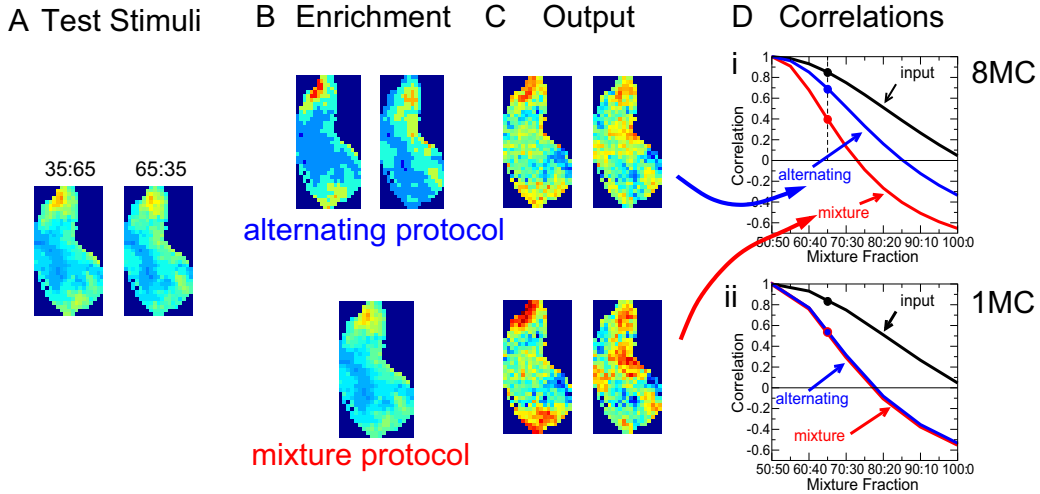 A Test Stimuli
B Enrichment
C Output
D Correlations
35:65
65:35
alternating protocol
mixture protocol
i
8MC
Correlation
1
0.8
0.6
0.4
0.2
0
-0.2
-0.4
-0.6
input
alternating
mixture
50:50 60:40 70:30 80:20 90:10 100:0
Mixture Fraction
ii
1MC
Correlation
1
0.8
0.6
0.4
0.2
0
-0.2
-0.4
-0.6
input
alternating
mixture
50:50 60:40 70:30 80:20 90:10 100:0
Mixture Fraction